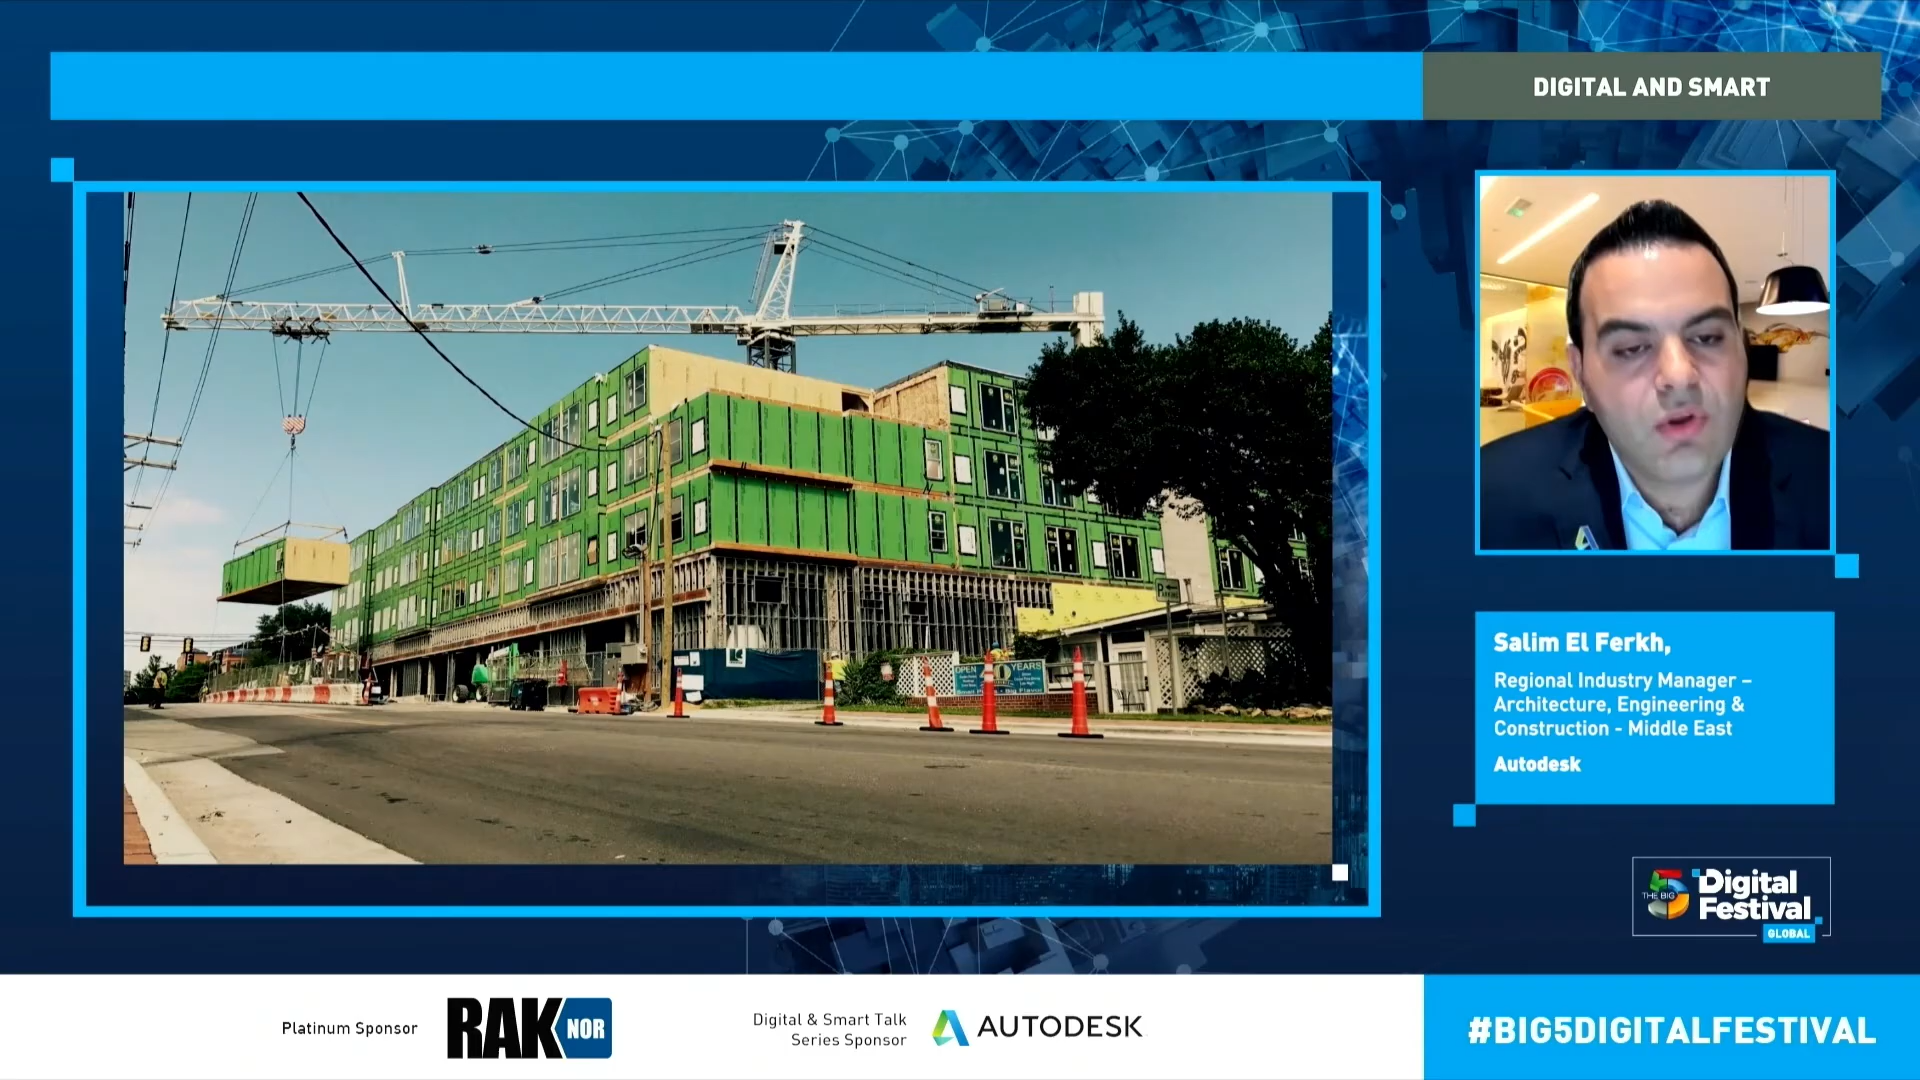 DIGITAL AND SMART
OPEN
YEARS
Salim El Ferkh,
Regional Industry Manager –
Architecture, Engineering &
Construction - Middle East
Autodesk
THE BIG 5
Digital
Festival
GLOBAL
Platinum Sponsor
RAK NOR
Digital & Smart Talk
Series Sponsor
AUTODESK
#BIG5DIGITALFESTIVAL